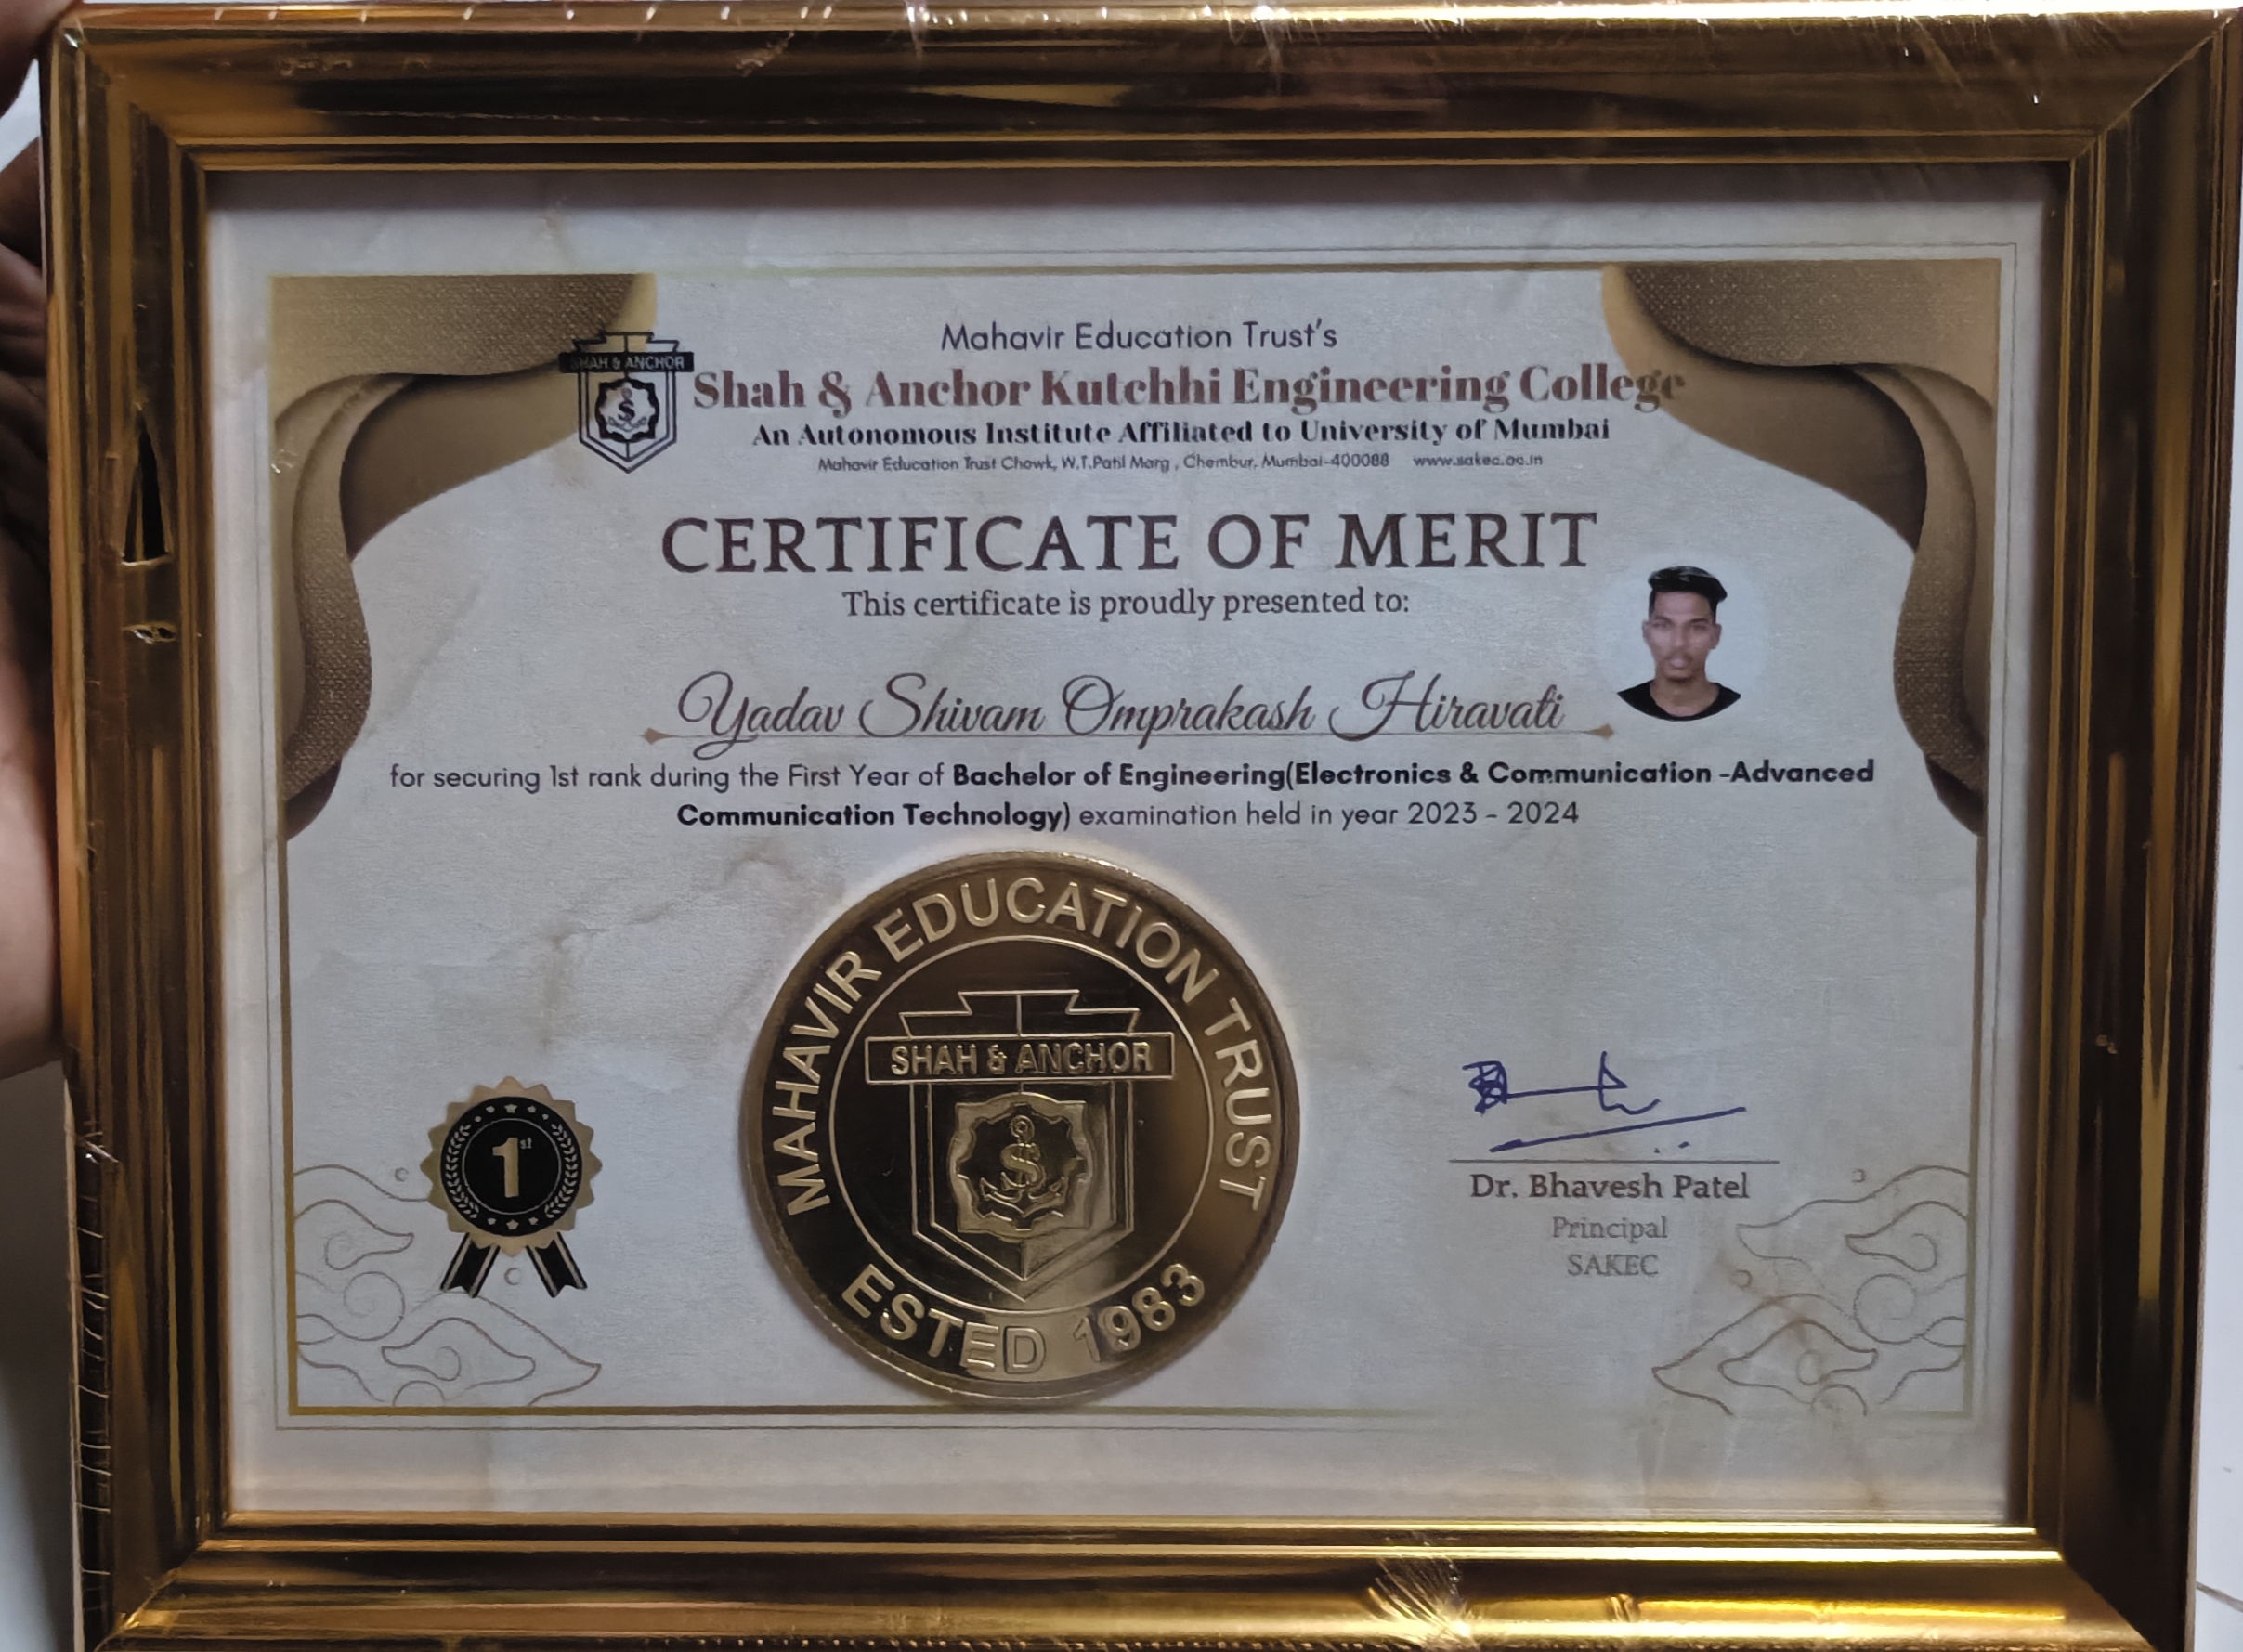 Mahavir Education Trust's
SHAH & ANCHOR
Shah & Anchor Kutchhi Engineering College
An Autonomous Institute Affiliated to University of Mumbai
Mahavir Education Trust Chowk, W.T.Patil Marg , Chembur, Mumbai-400088 www.sakec.ac.in
CERTIFICATE OF MERIT
This certificate is proudly presented to:
Yadav Shivam Omprakash Hiravati
for securing 1st rank during the First Year of Bachelor of Engineering(Electronics & Communication -Advanced
Communication Technology) examination held in year 2023 - 2024
MAHAVIR EDUCATION TRUST
SHAH & ANCHOR
S
ESTED 1983
1st
Dr. Bhavesh Patel
Principal
SAKEC